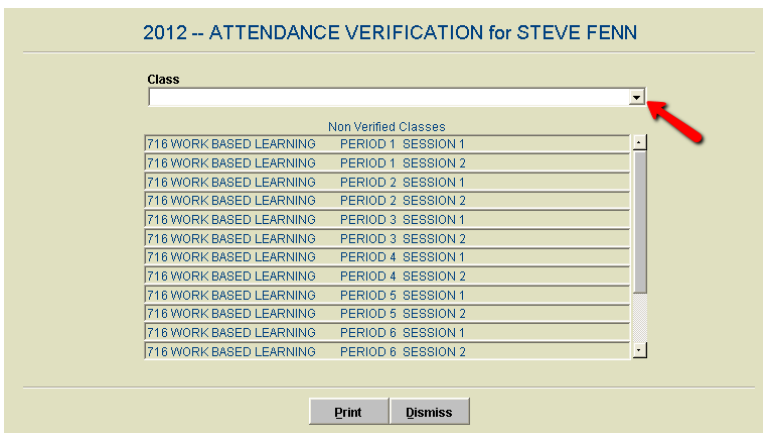 2012 -- ATTENDANCE VERIFICATION for STEVE FENN
Class
Non Verified Classes
716 WORK BASED LEARNING PERIOD 1 SESSION 1
716 WORK BASED LEARNING PERIOD 1 SESSION 2
716 WORK BASED LEARNING PERIOD 2 SESSION 1
716 WORK BASED LEARNING PERIOD 2 SESSION 2
716 WORK BASED LEARNING PERIOD 3 SESSION 1
716 WORK BASED LEARNING PERIOD 3 SESSION 2
716 WORK BASED LEARNING PERIOD 4 SESSION 1
716 WORK BASED LEARNING PERIOD 4 SESSION 2
716 WORK BASED LEARNING PERIOD 5 SESSION 1
716 WORK BASED LEARNING PERIOD 5 SESSION 2
716 WORK BASED LEARNING PERIOD 6 SESSION 1
716 WORK BASED LEARNING PERIOD 6 SESSION 2
Print Dismiss